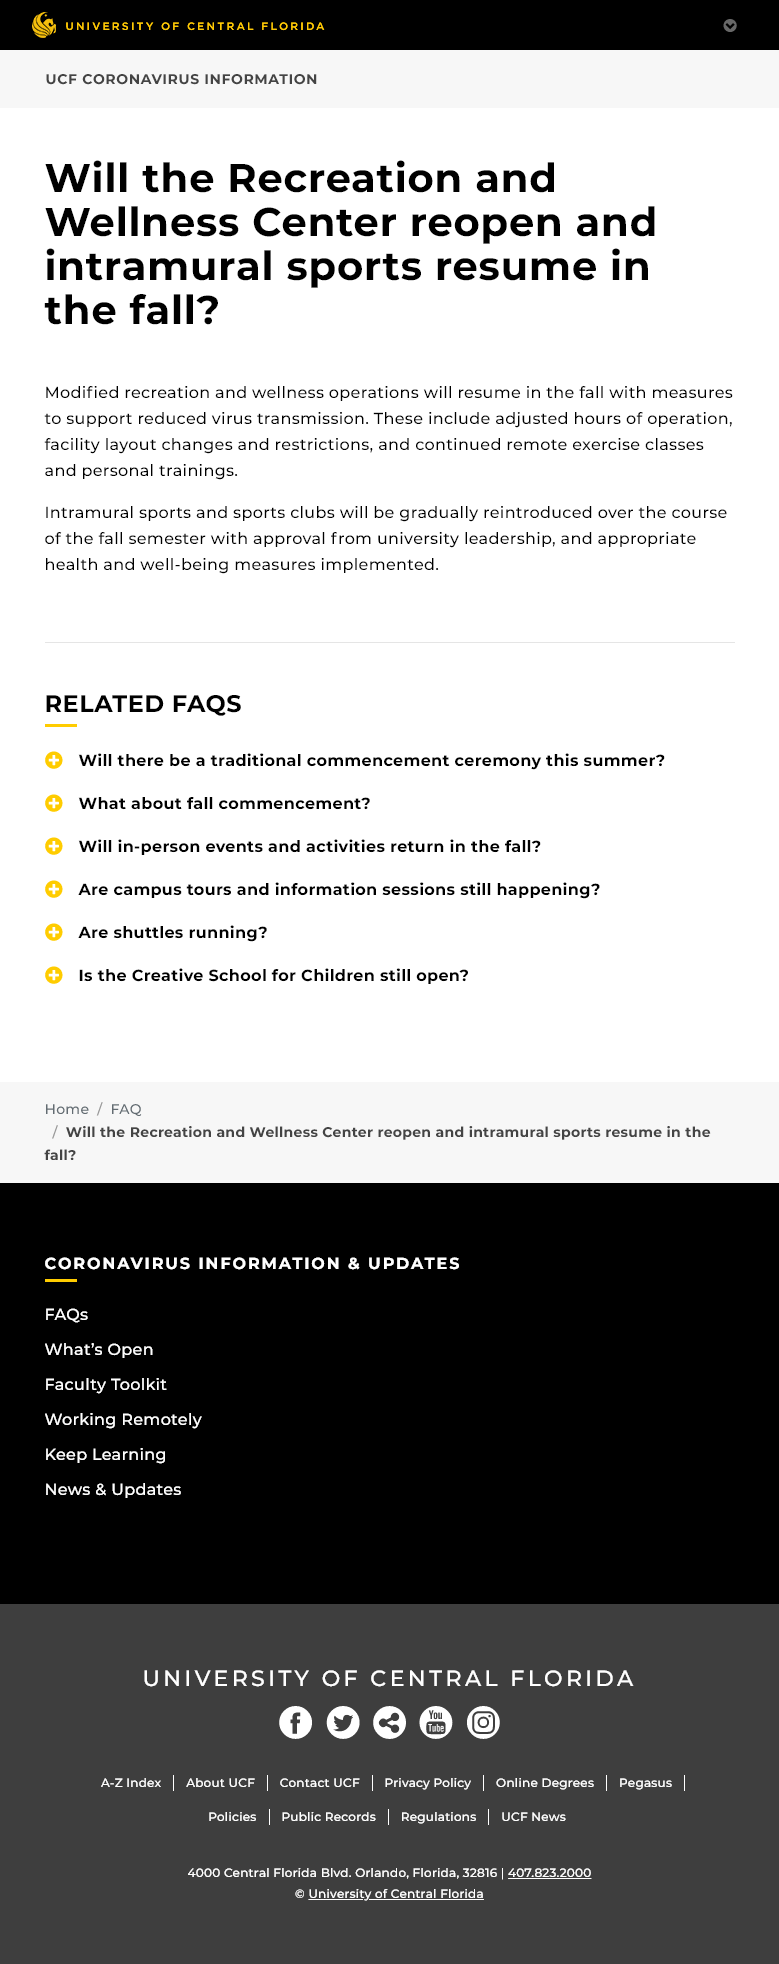 UNIVERSITY OF CENTRAL FLORIDA
UCF CORONAVIRUS INFORMATION
Will the Recreation and
Wellness Center reopen and
intramural sports resume in
the fall?
Modified recreation and wellness operations will resume in the fall with measures
to support reduced virus transmission. These include adjusted hours of operation,
facility layout changes and restrictions, and continued remote exercise classes
and personal trainings.
Intramural sports and sports clubs will be gradually reintroduced over the course
of the fall semester with approval from university leadership, and appropriate
health and well-being measures implemented.
RELATED FAQS
Will there be a traditional commencement ceremony this summer?
What about fall commencement?
Will in-person events and activities return in the fall?
Are campus tours and information sessions still happening?
Are shuttles running?
Is the Creative School for Children still open?
Home / FAQ
/ Will the Recreation and Wellness Center reopen and intramural sports resume in the
fall?
CORONAVIRUS INFORMATION & UPDATES
FAQs
What’s Open
Faculty Toolkit
Working Remotely
Keep Learning
News & Updates
UNIVERSITY OF CENTRAL FLORIDA
You
Tube
A-Z Index | About UCF | Contact UCF | Privacy Policy | Online Degrees | Pegasus |
Policies | Public Records | Regulations | UCF News
4000 Central Florida Blvd. Orlando, Florida, 32816 | 407.823.2000
© University of Central Florida